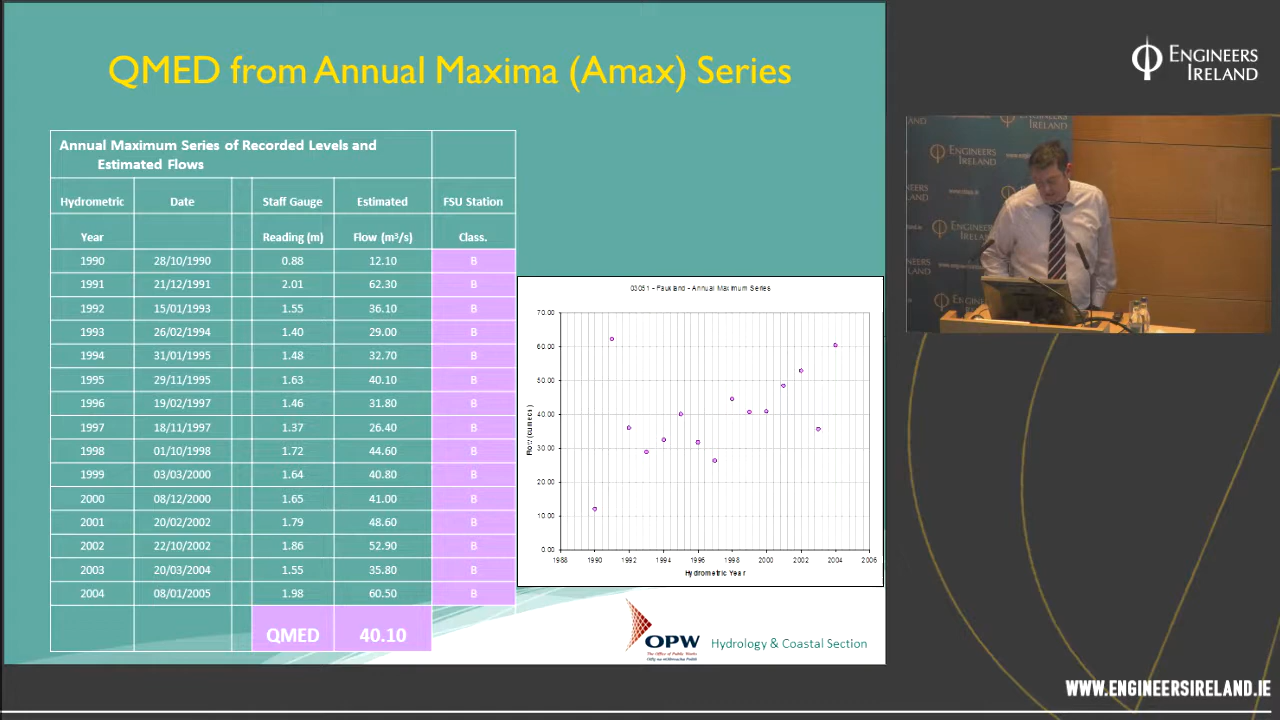 QMED from Annual Maxima (Amax) Series
ENGINEERS
IRELAND
Annual Maximum Series of Recorded Levels and
Estimated Flows
Hydrometric Date Staff Gauge Estimated FSU Station
Year Reading (m) Flow (m³/s) Class.
1990 28/10/1990 0.88 12.10 B
1991 21/12/1991 2.01 62.30 B
1992 15/01/1993 1.55 36.10 B
1993 26/02/1994 1.40 29.00 B
1994 31/01/1995 1.48 32.70 B
1995 29/11/1995 1.63 40.10 B
1996 19/02/1997 1.46 31.80 B
1997 18/11/1997 1.37 26.40 B
1998 01/10/1998 1.72 44.60 B
1999 03/03/2000 1.64 40.80 B
2000 08/12/2000 1.65 41.00 B
2001 20/02/2002 1.79 48.60 B
2002 22/10/2002 1.86 52.90 B
2003 20/03/2004 1.55 35.80 B
2004 08/01/2005 1.98 60.50 B
QMED 40.10
Annual Maximum Series
70.00
60.00
50.00
40.00
30.00
20.00
10.00
0.00
1988 1990 1992 1994 1996 1998 2000 2002 2004 2006
Hydrometric Year
OPW
The Office of Public Works
Hydrology & Coastal Section
ENGINEERS
IRELAND
WWW.ENGINEERSIRELAND.IE